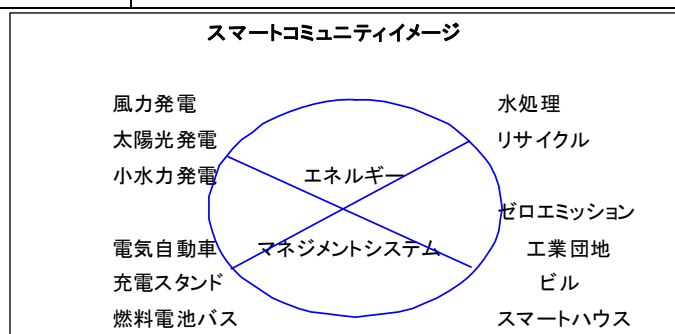 スマートコミュニティイメージ
風力発電 水処理
太陽光発電 リサイクル
小水力発電 エネルギー
ゼロエミッション
電気自動車 マネジメントシステム 工業団地
充電スタンド ビル
燃料電池バス スマートハウス